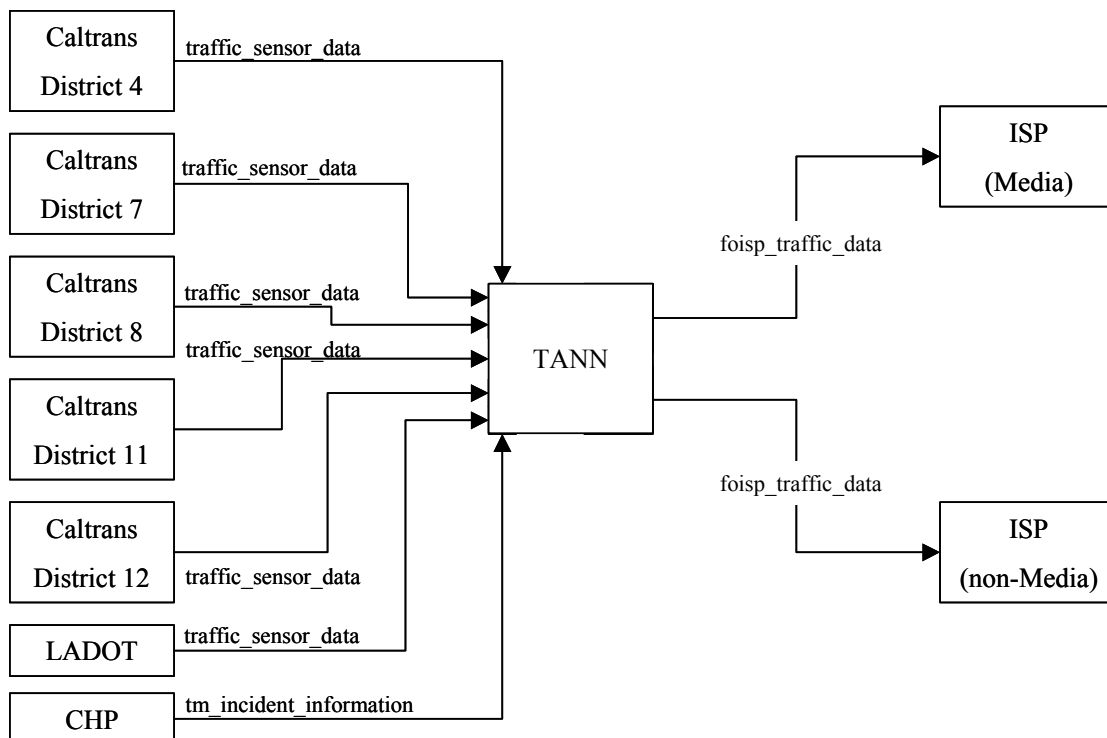 Caltrans
District 4
traffic_sensor_data
Caltrans
District 7
traffic_sensor_data
Caltrans
District 8
traffic_sensor_data
traffic_sensor_data
Caltrans
District 11
Caltrans
District 12
traffic_sensor_data
LADOT
traffic_sensor_data
CHP
tm_incident_information
TANN
foisp_traffic_data
foisp_traffic_data
ISP
(Media)
ISP
(non-Media)